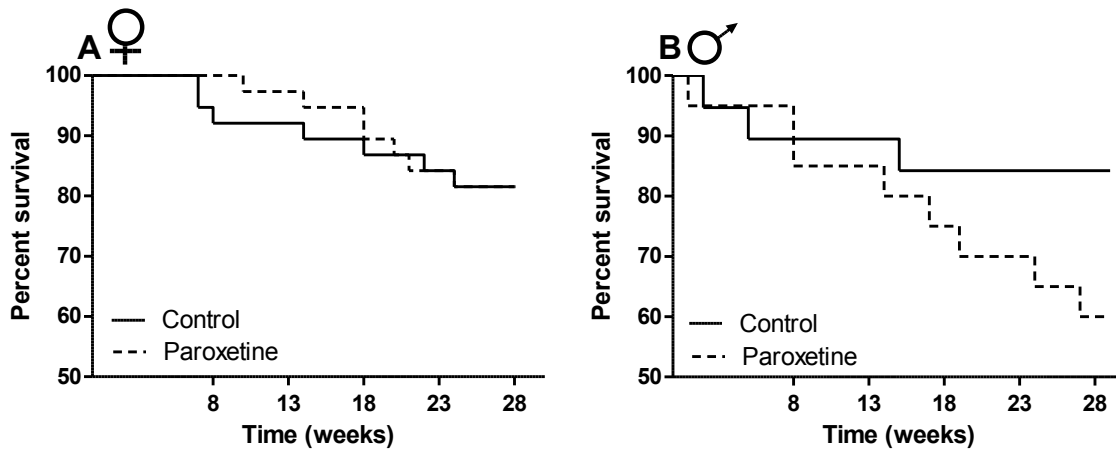 A
100
90
80
70
60
50
Percent survival
Control
Paroxetine
8 13 18 23 28
Time (weeks)
B
100
90
80
70
60
50
Percent survival
Control
Paroxetine
8 13 18 23 28
Time (weeks)